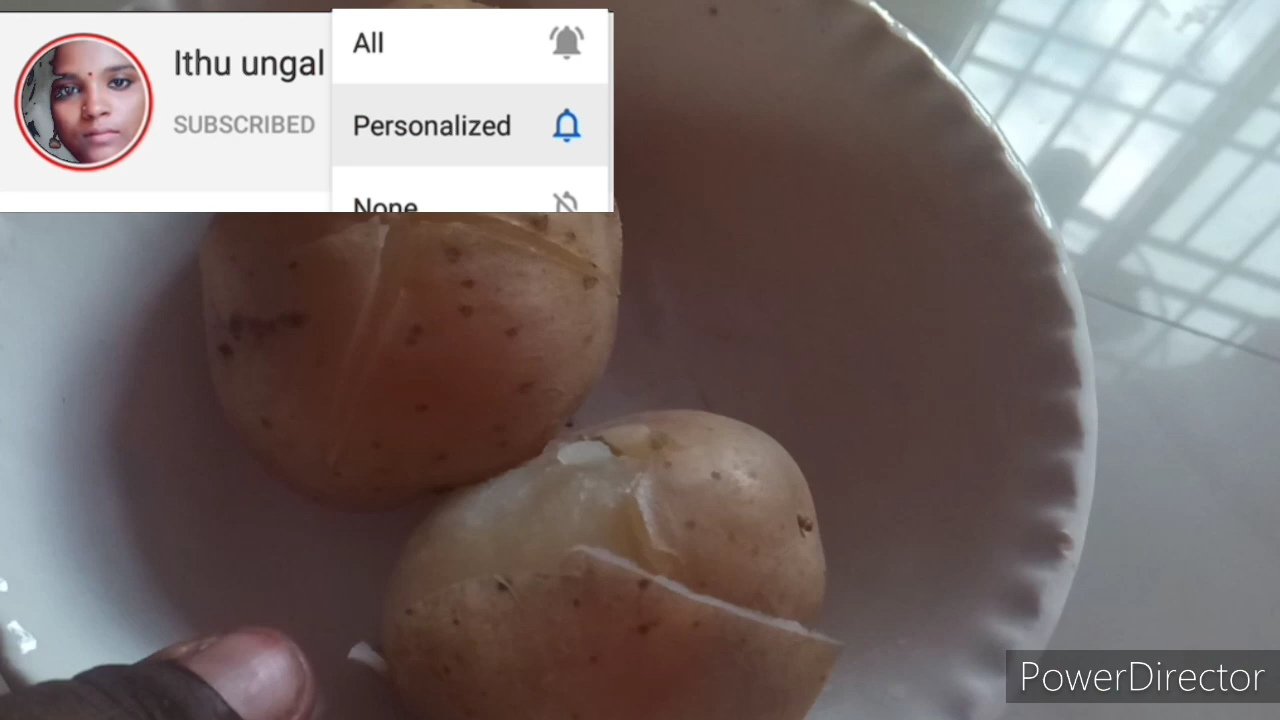 Ithu ungal
SUBSCRIBED
All
Personalized
None
PowerDirector